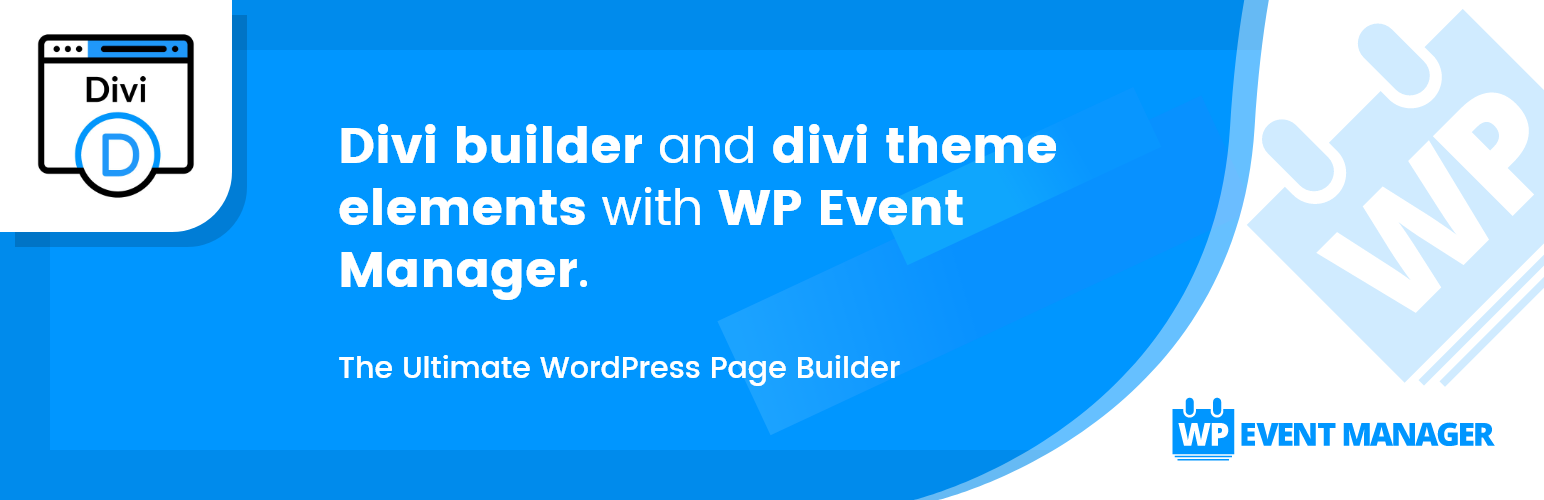 Divi
D
Divi builder and divi theme
elements with WP Event
Manager.
The Ultimate WordPress Page Builder
WP
WP EVENT MANAGER